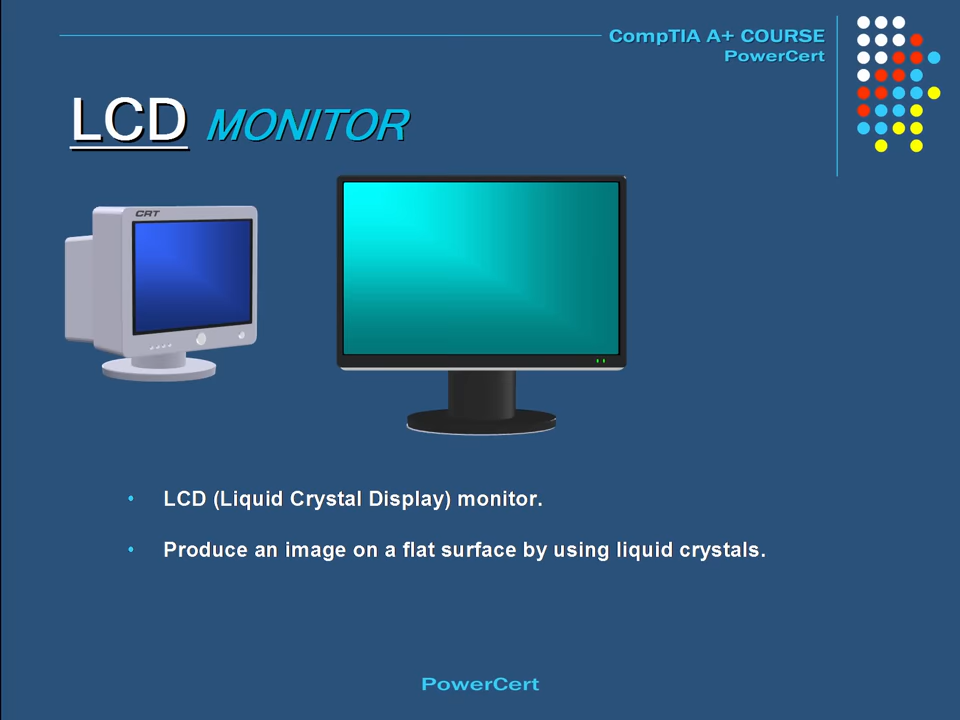 CompTIA A+ COURSE
PowerCert
LCD MONITOR
CRT
• LCD (Liquid Crystal Display) monitor.
• Produce an image on a flat surface by using liquid crystals.
PowerCert